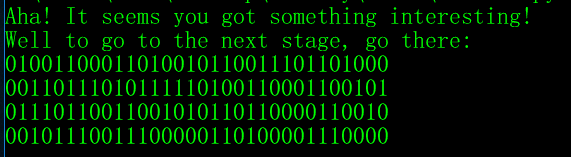 Aha! It seems you got something interesting!
Well to go to the next stage, go there:
01001100011010010110011101101000
00110111010111110100110001100101
01110110011001010110110000110010
00101110011100000110100001110000